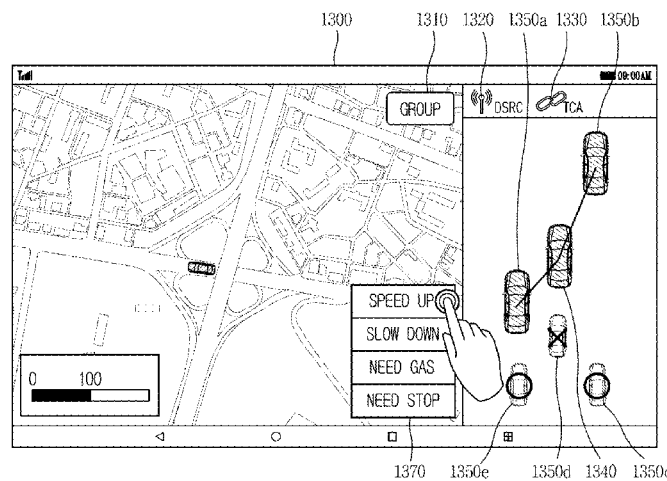 1300 1310 1320 1350a 1330 1350b
09:00AM
GROUP
DSRC
TCA
SPEED UP
SLOW DOWN
NEED GAS
NEED STOP
0 100
1370 1350e 1350d 1340